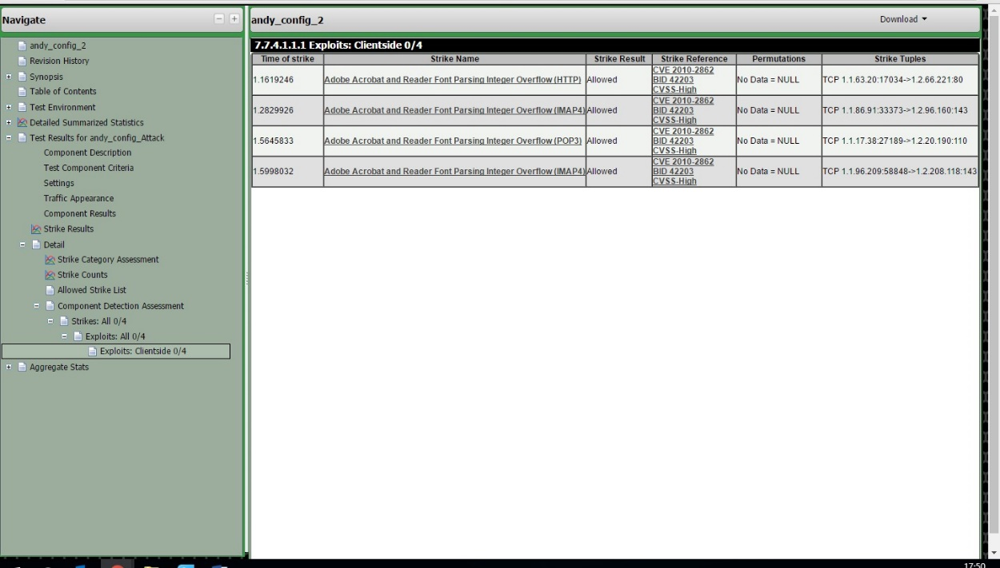 Navigate
andy_config_2
Revision History
Synopsis
Table of Contents
Test Environment
Detailed Summarized Statistics
Test Results for andy_config_Attack
Component Description
Test Component Criteria
Settings
Traffic Appearance
Component Results
Strike Results
Detail
Strike Category Assessment
Strike Counts
Allowed Strike List
Component Detection Assessment
Strikes: All 0/4
Exploits: All 0/4
Exploits: Clientside 0/4
Aggregate Stats
andy_config_2 Download
7.7.4.1.1.1 Exploits: Clientside 0/4
Time of strike Strike Name Strike Result Strike Reference Permutations Strike Tuples
CVE 2010-2862
1.1619246 Adobe Acrobat and Reader Font Parsing Integer Overflow (HTTP) Allowed BID 42203 No Data = NULL TCP 1.1.63.20:17034->1.2.66.221:80
CVSS-High
CVE 2010-2862
1.2829926 Adobe Acrobat and Reader Font Parsing Integer Overflow (IMAP4) Allowed BID 42203 No Data = NULL TCP 1.1.86.91:33373->1.2.96.160:143
CVSS-High
CVE 2010-2862
1.5645833 Adobe Acrobat and Reader Font Parsing Integer Overflow (POP3) Allowed BID 42203 No Data = NULL TCP 1.1.17.38:27189->1.2.20.190:110
CVSS-High
CVE 2010-2862
1.5998032 Adobe Acrobat and Reader Font Parsing Integer Overflow (IMAP4) Allowed BID 42203 No Data = NULL TCP 1.1.96.209:58848->1.2.208.118:143
CVSS-High
17:50